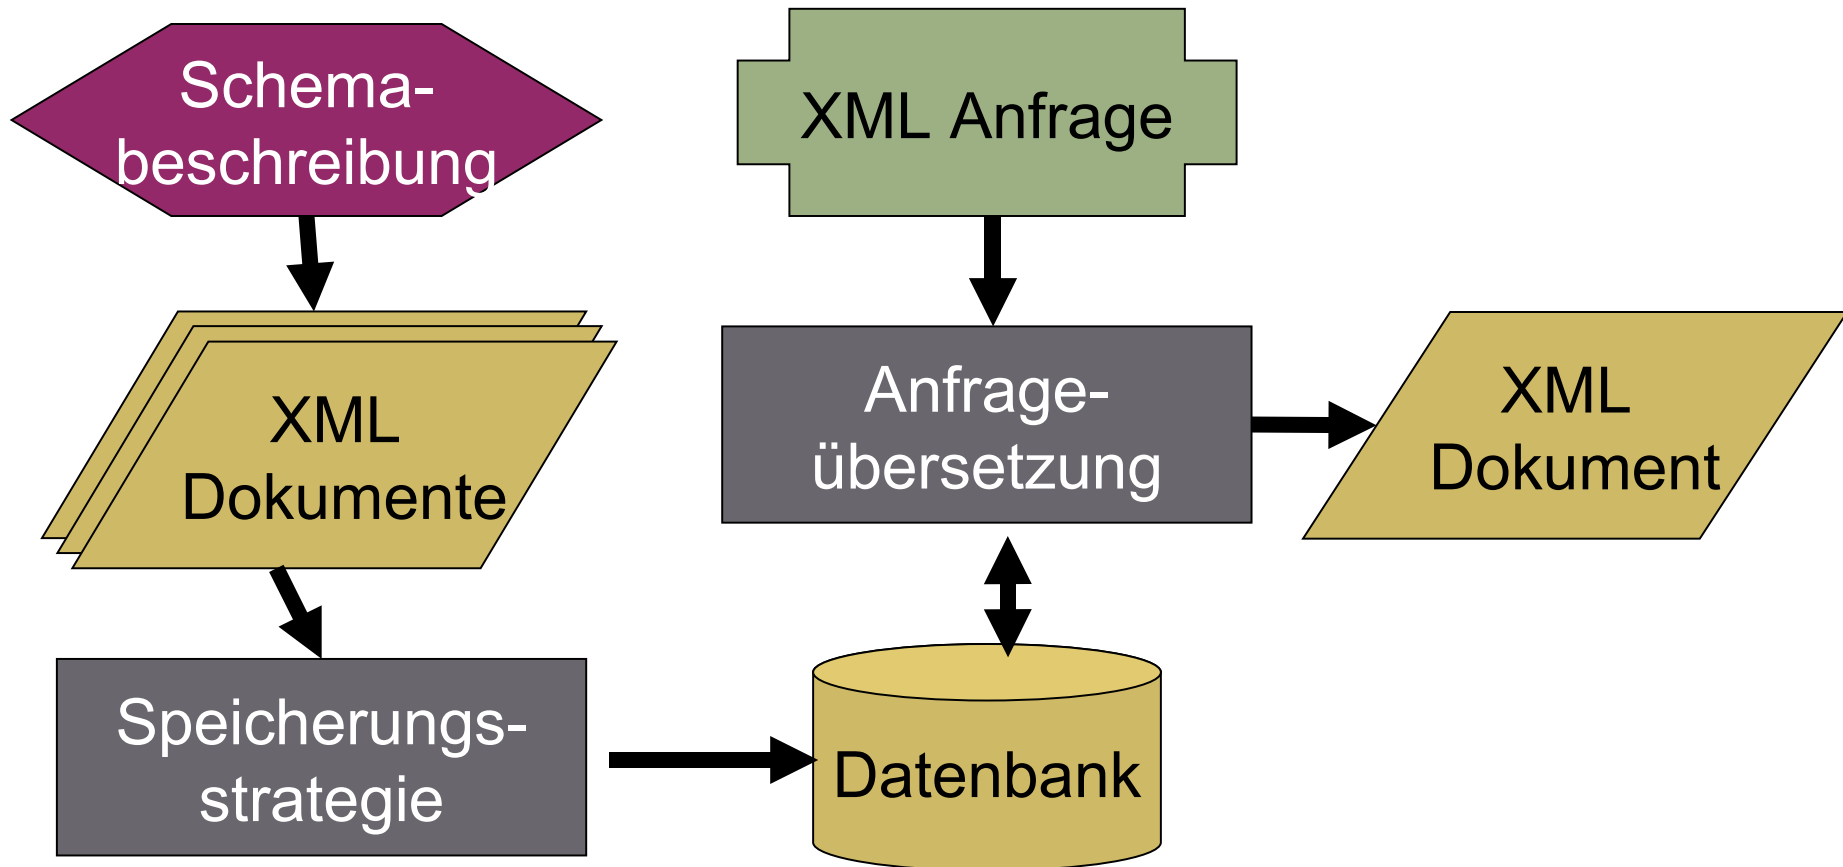 Schema-
beschreibung
XML Anfrage
XML
Dokumente
Anfrage-
übersetzung
XML
Dokument
Speicherungs-
strategie
Datenbank